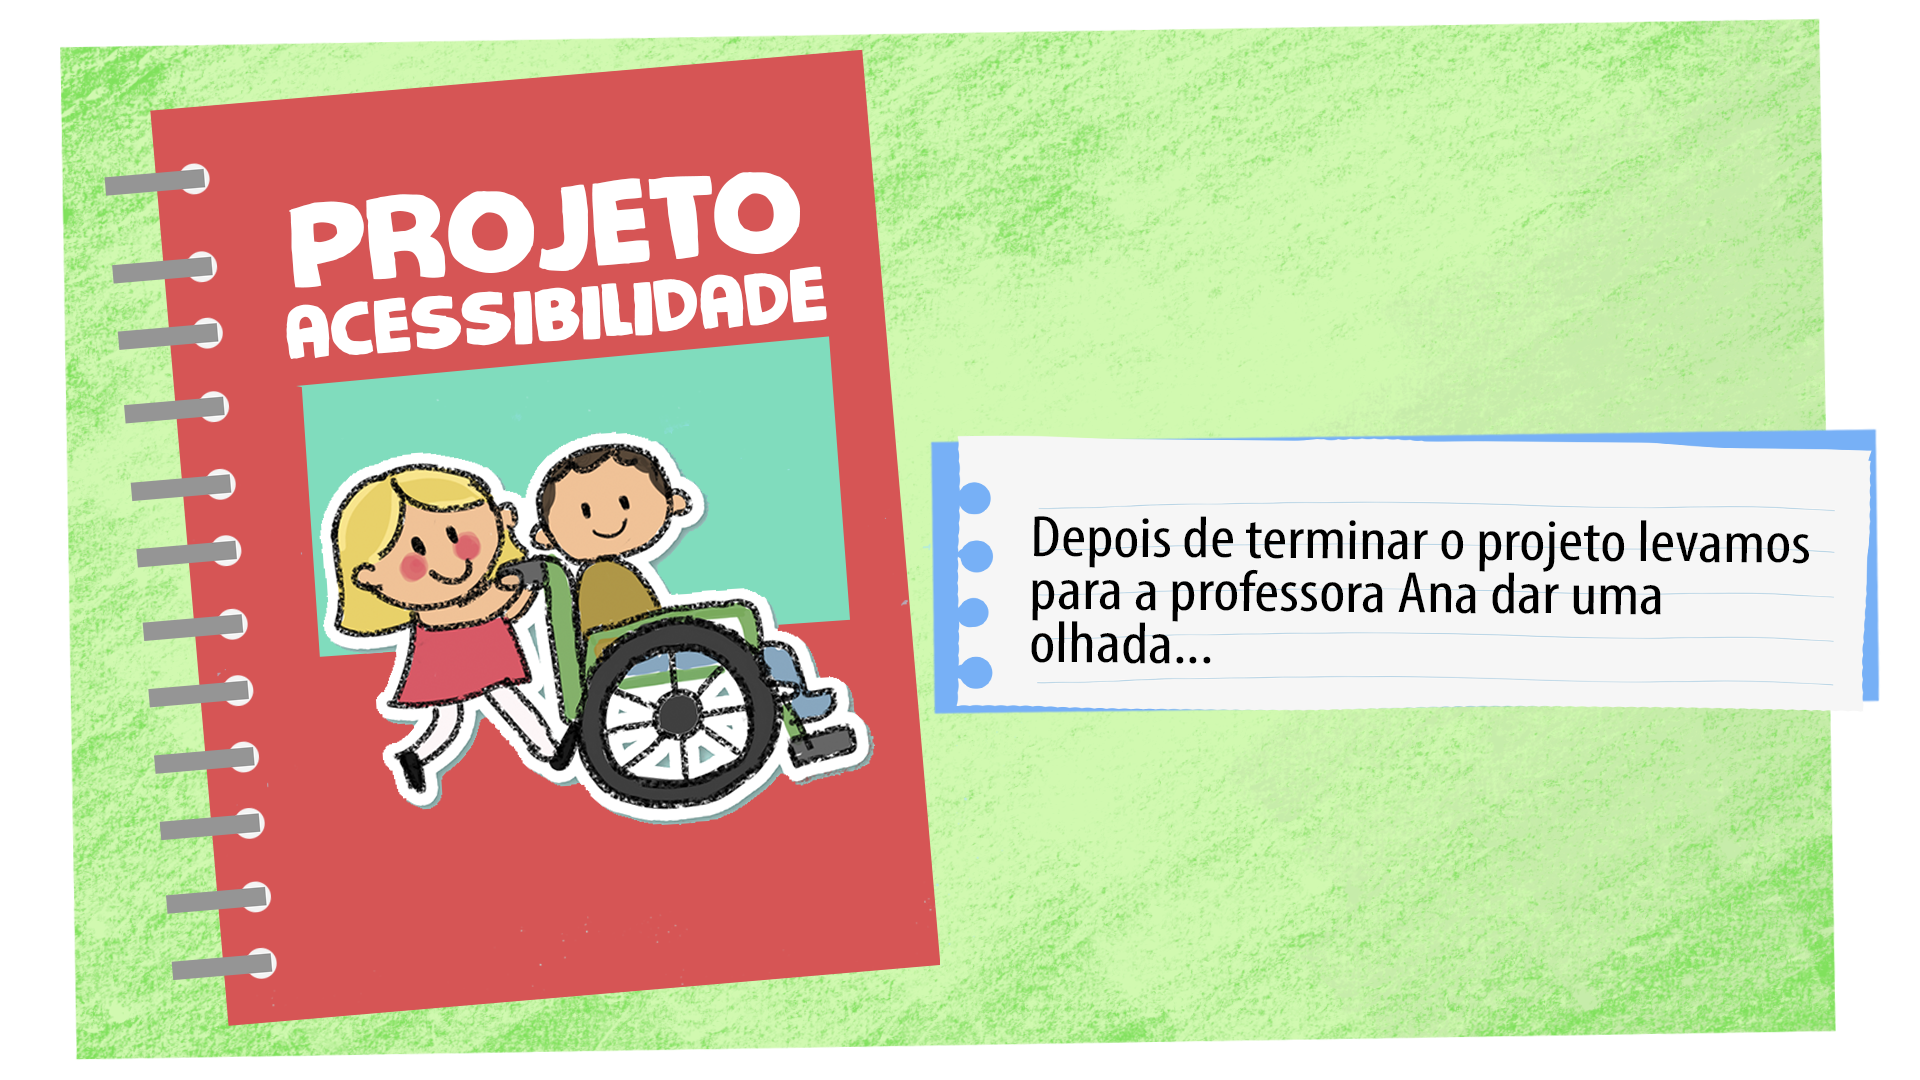 PROJETO
ACESSIBILIDADE
Depois de terminar o projeto levamos
para a professora Ana dar uma
olhada...